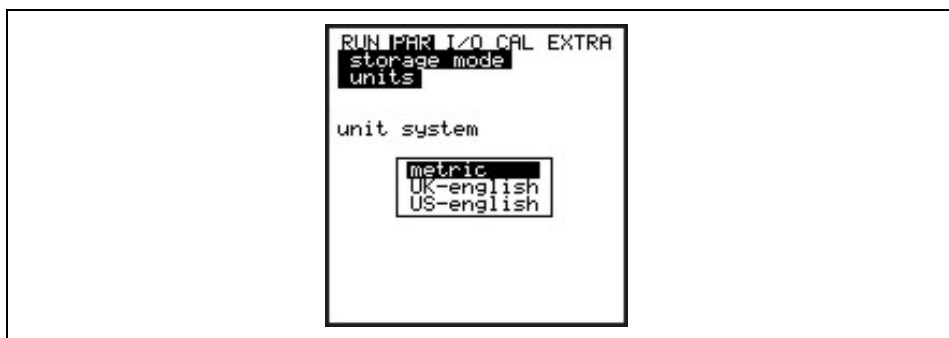 RUN PAR I/O CAL EXTRA
storage mode
units
unit system
metric
UK-english
US-english